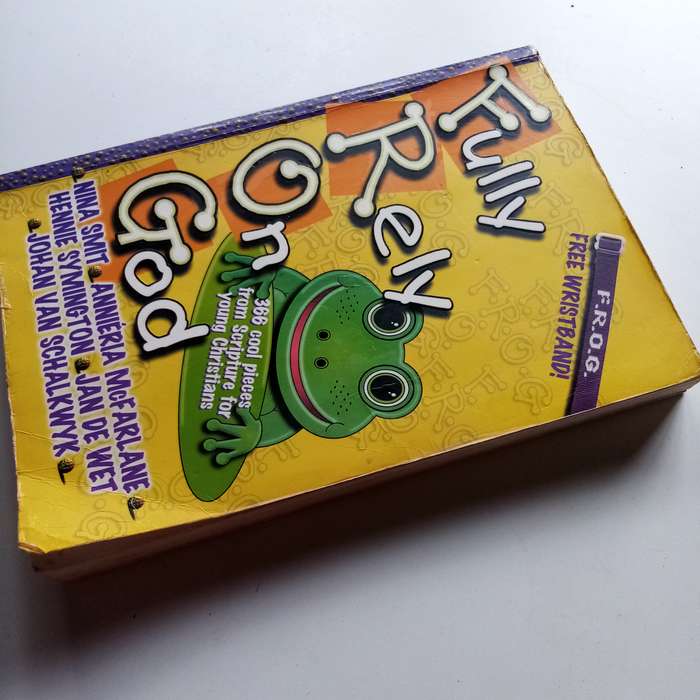 Fully
Rely
On
God
FREE WRISTBAND!
F.R.O.G.
366 cool pieces
from Scripture for
young Christians
NINA SMIT ANNÉRIA McFARLANE
HENNIE SYMINGTON JAN DE WET
JOHAN VAN SCHALKWYK